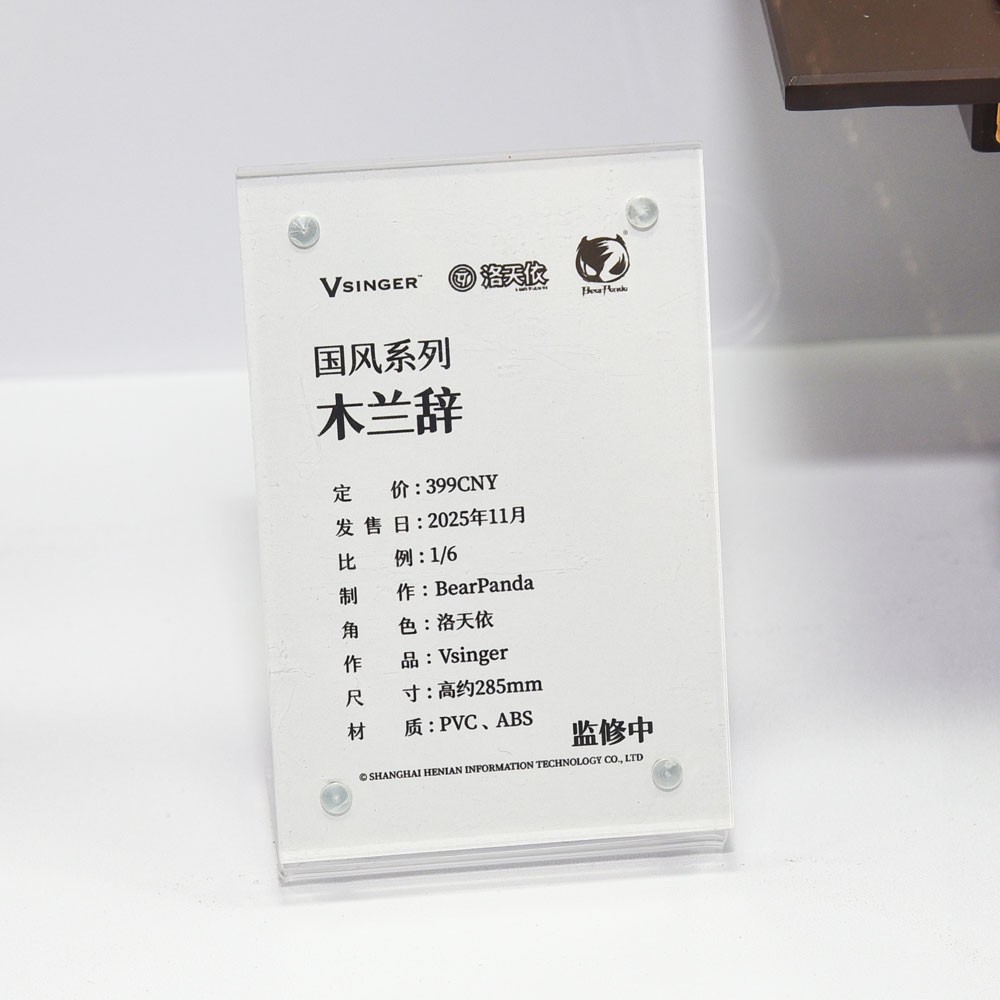 VSINGER™ 洛天依 BearPanda®
国风系列
木兰辞
定价:399CNY
发售日:2025年11月
比例:1/6
制作:BearPanda
角色:洛天依
作品:Vsinger
尺寸:高约285mm
材质:PVC、ABS
监修中
© SHANGHAI HENIAN INFORMATION TECHNOLOGY CO., LTD